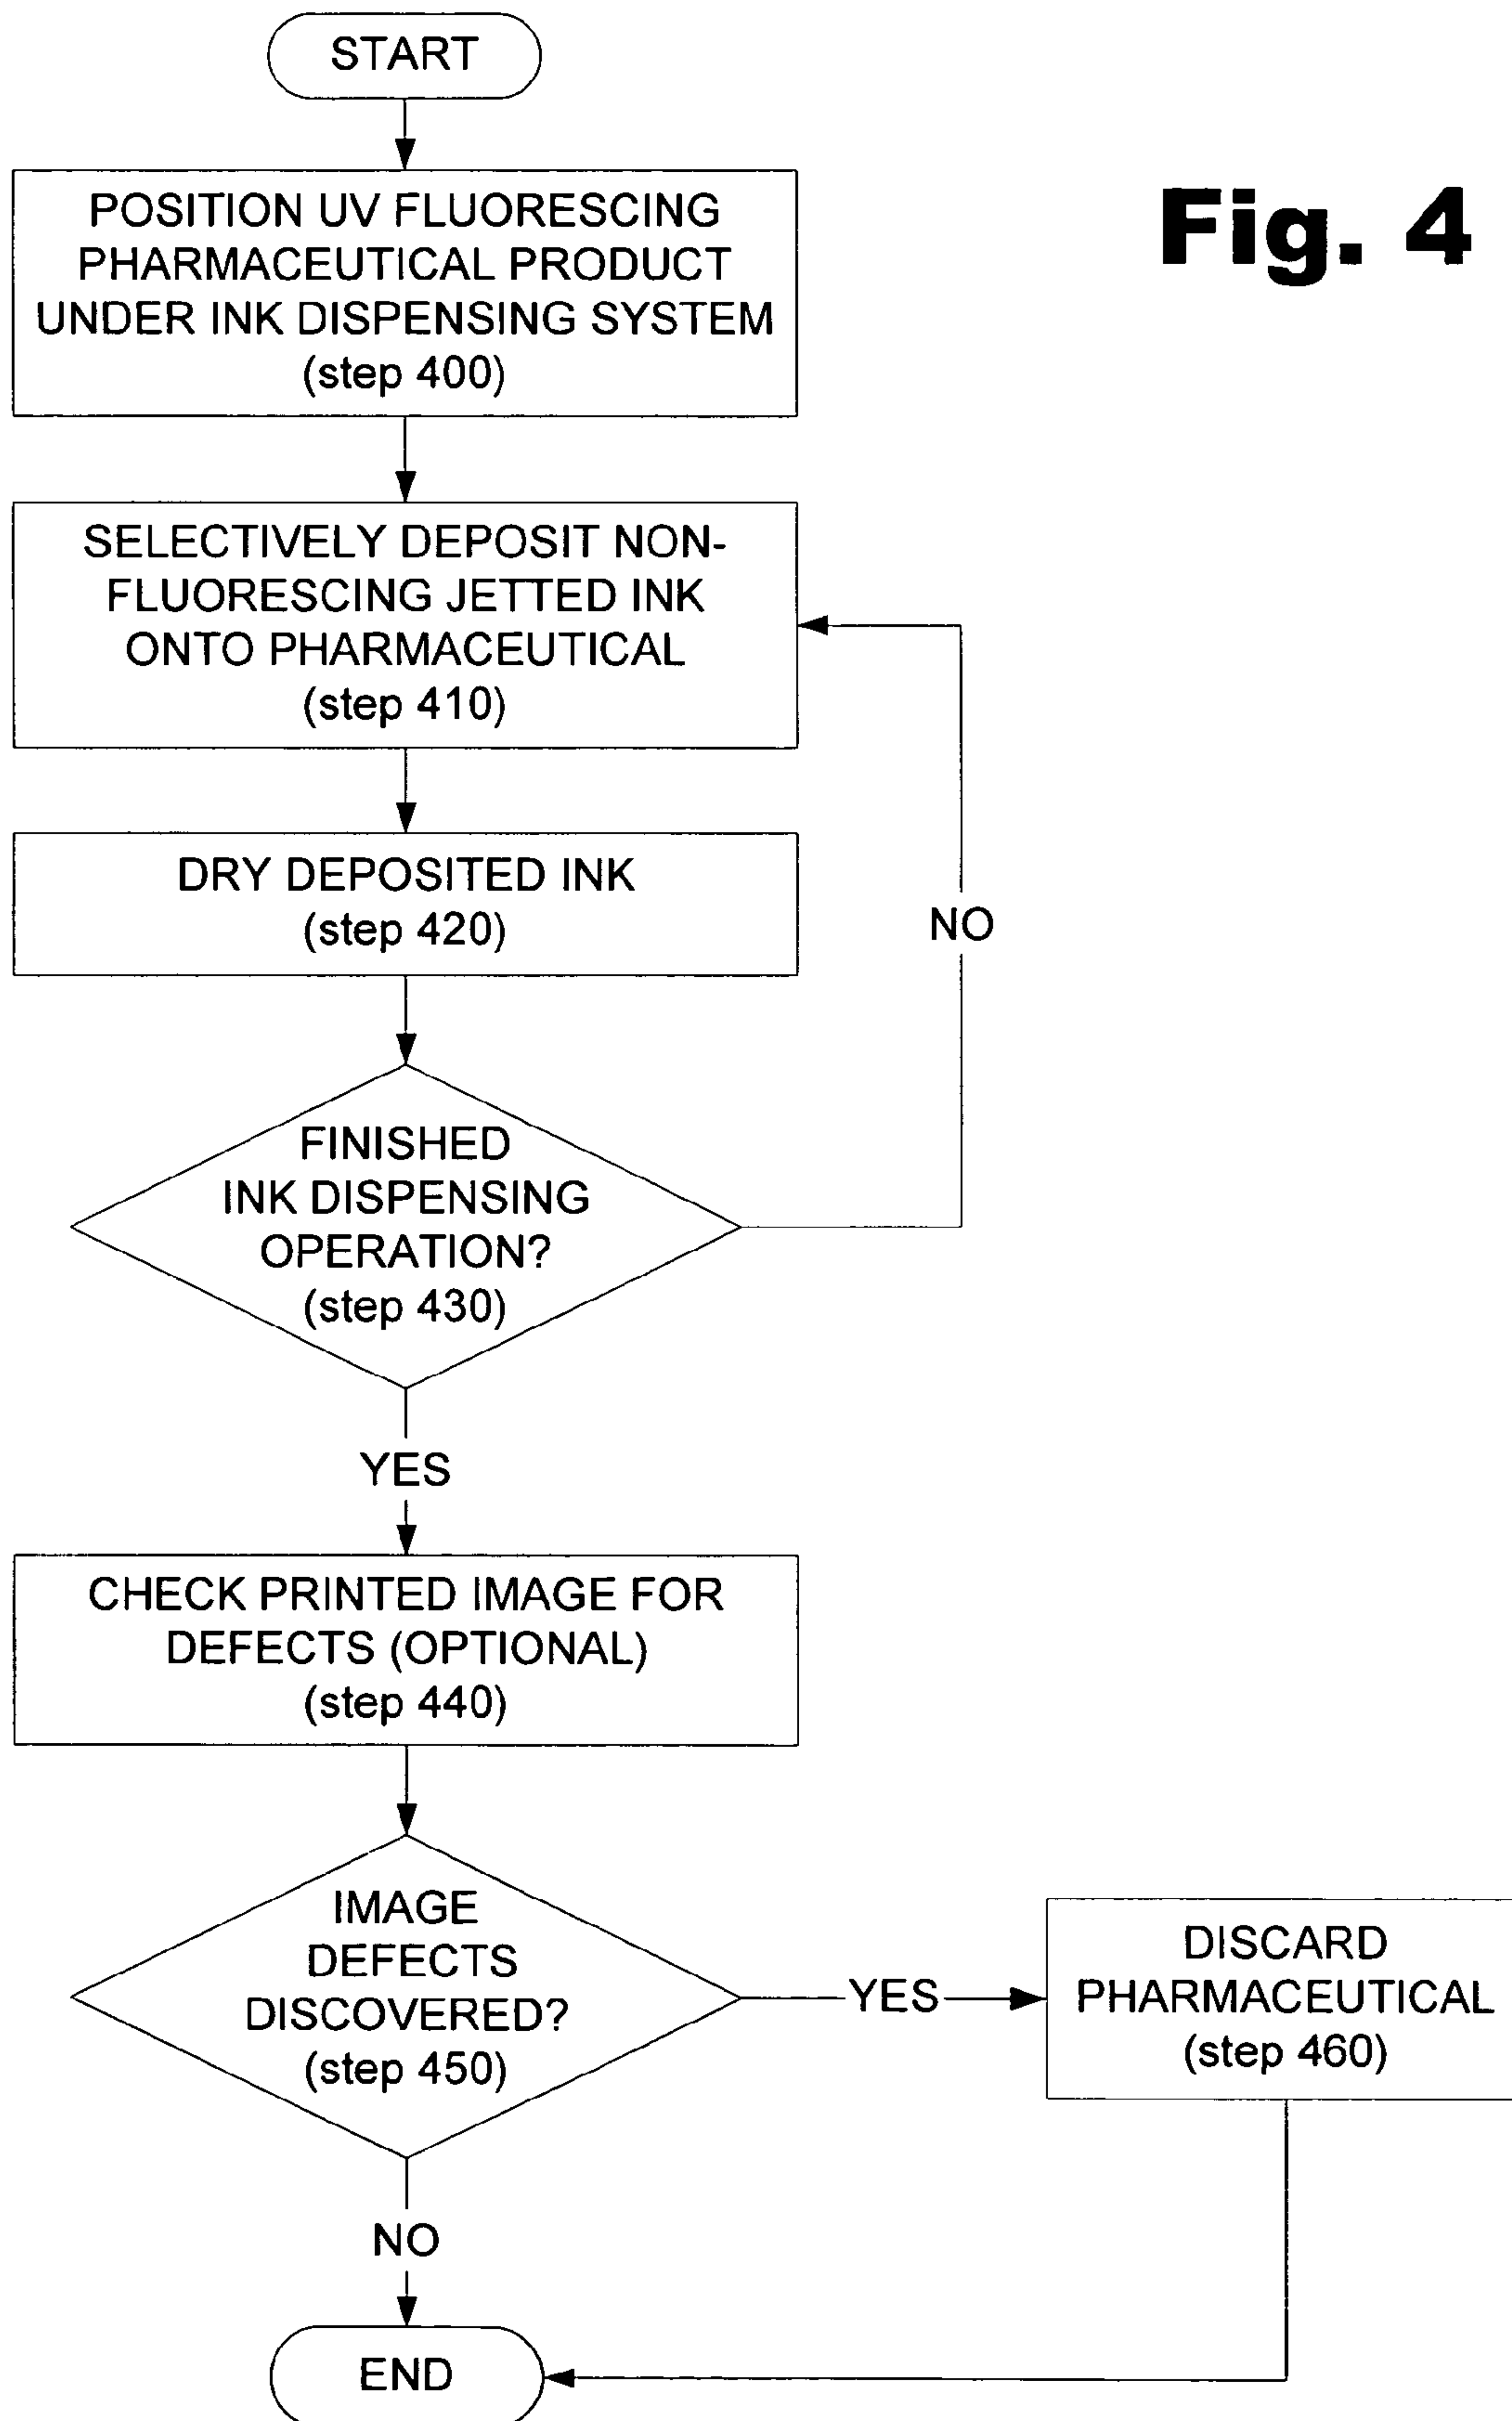 START
Fig. 4
POSITION UV FLUORESCING
PHARMACEUTICAL PRODUCT
UNDER INK DISPENSING SYSTEM
(step 400)
SELECTIVELY DEPOSIT NON-
FLUORESCING JETTED INK
ONTO PHARMACEUTICAL
(step 410)
DRY DEPOSITED INK
(step 420)
NO
FINISHED
INK DISPENSING
OPERATION?
(step 430)
YES
CHECK PRINTED IMAGE FOR
DEFECTS (OPTIONAL)
(step 440)
IMAGE
DEFECTS
DISCOVERED?
(step 450)
YES
DISCARD
PHARMACEUTICAL
(step 460)
NO
END